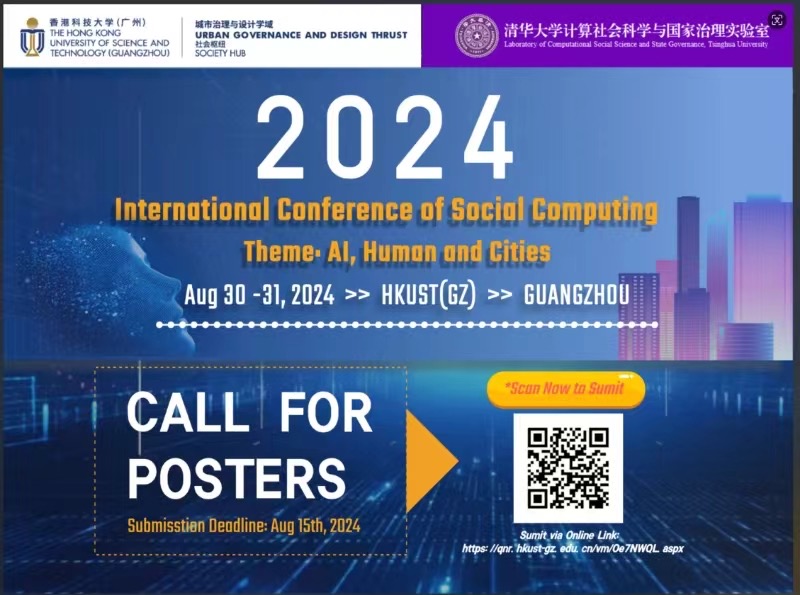 香港科技大学(广州)
THE HONG KONG
UNIVERSITY OF SCIENCE AND
TECHNOLOGY (GUANGZHOU)
城市治理与设计学域
URBAN GOVERNANCE AND DESIGN THRUST
社会枢纽
SOCIETY HUB
清华大学计算社会科学与国家治理实验室
Laboratory of Computational Social Science and State Governance, Tsinghua University
2024
International Conference of Social Computing
Theme: AI, Human and Cities
Aug 30 -31, 2024 >> HKUST(GZ) >> GUANGZHOU
CALL FOR
POSTERS
Submisstion Deadline: Aug 15th, 2024
*Scan Now to Sumit
Sumit via Online Link:
https://qnr.hkust-gz.edu.cn/vm/Oe7NWQL.aspx